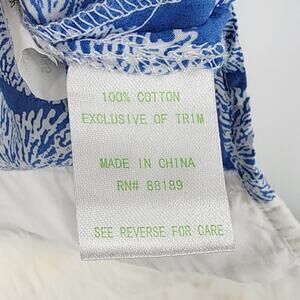 100% COTTON
EXCLUSIVE OF TRIM
MADE IN CHINA
RN# 88189
SEE REVERSE FOR CARE